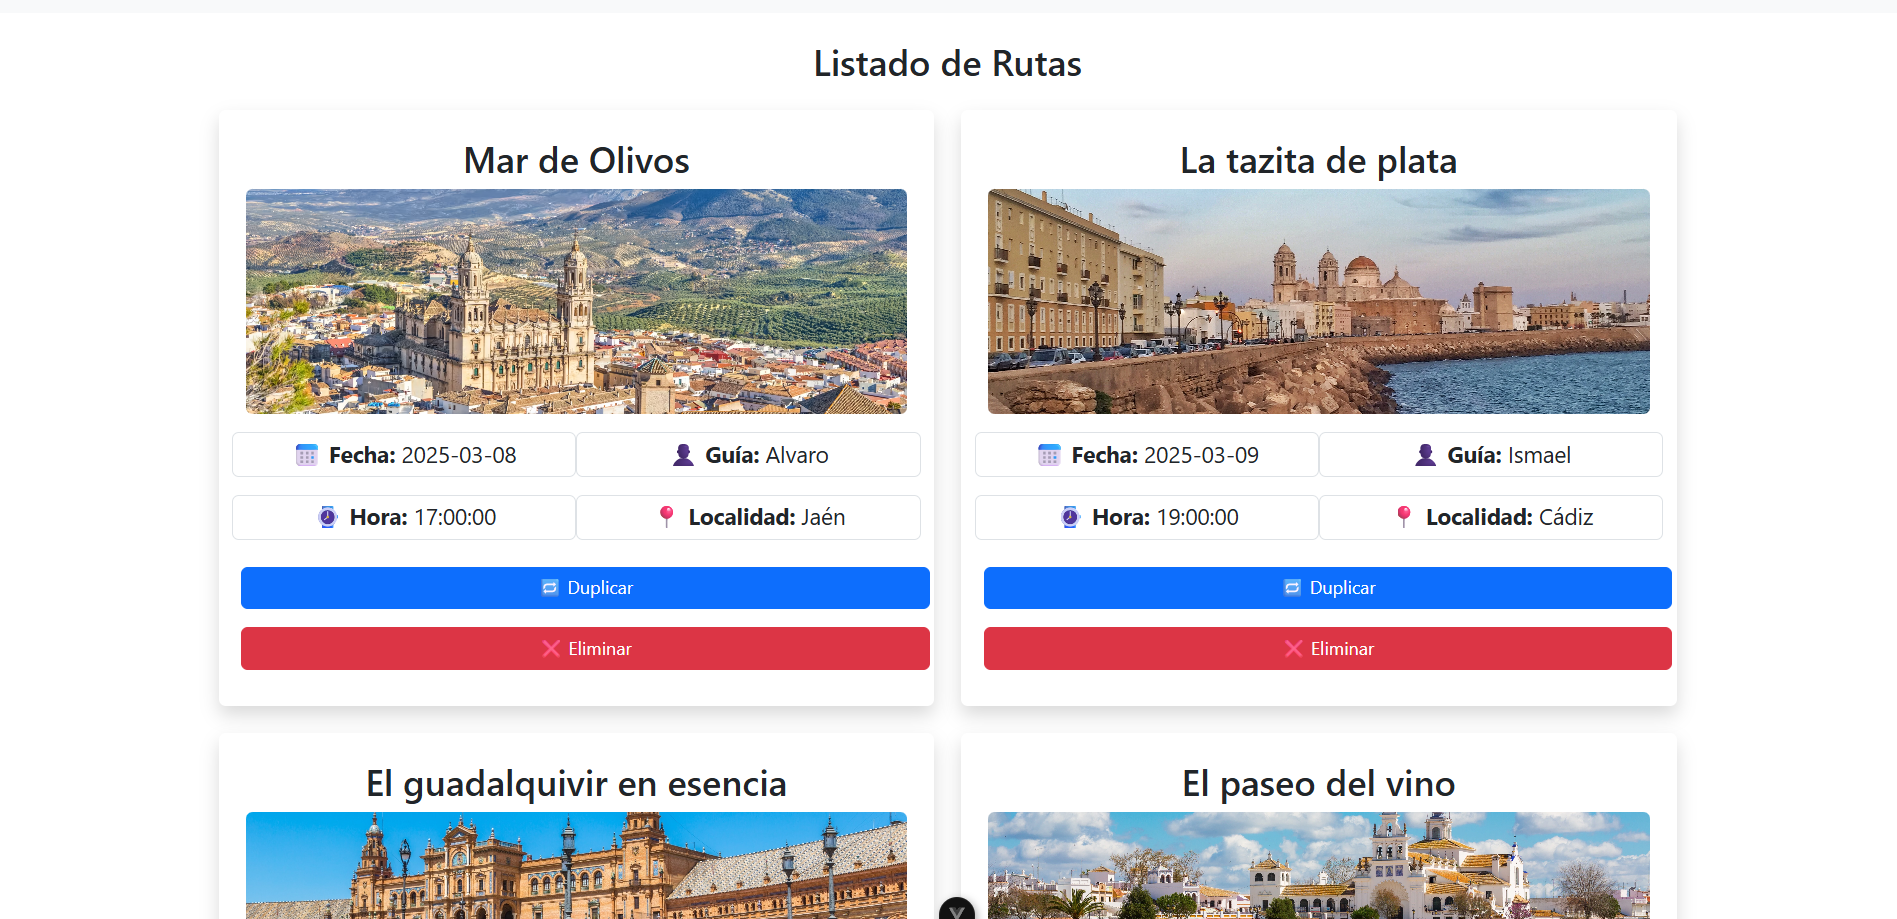 Listado de Rutas
Mar de Olivos
La tazita de plata
Fecha: 2025-03-08
Guía: Alvaro
Fecha: 2025-03-09
Guía: Ismael
Hora: 17:00:00
Localidad: Jaén
Hora: 19:00:00
Localidad: Cádiz
Duplicar
Duplicar
Eliminar
Eliminar
El guadalquivir en esencia
El paseo del vino